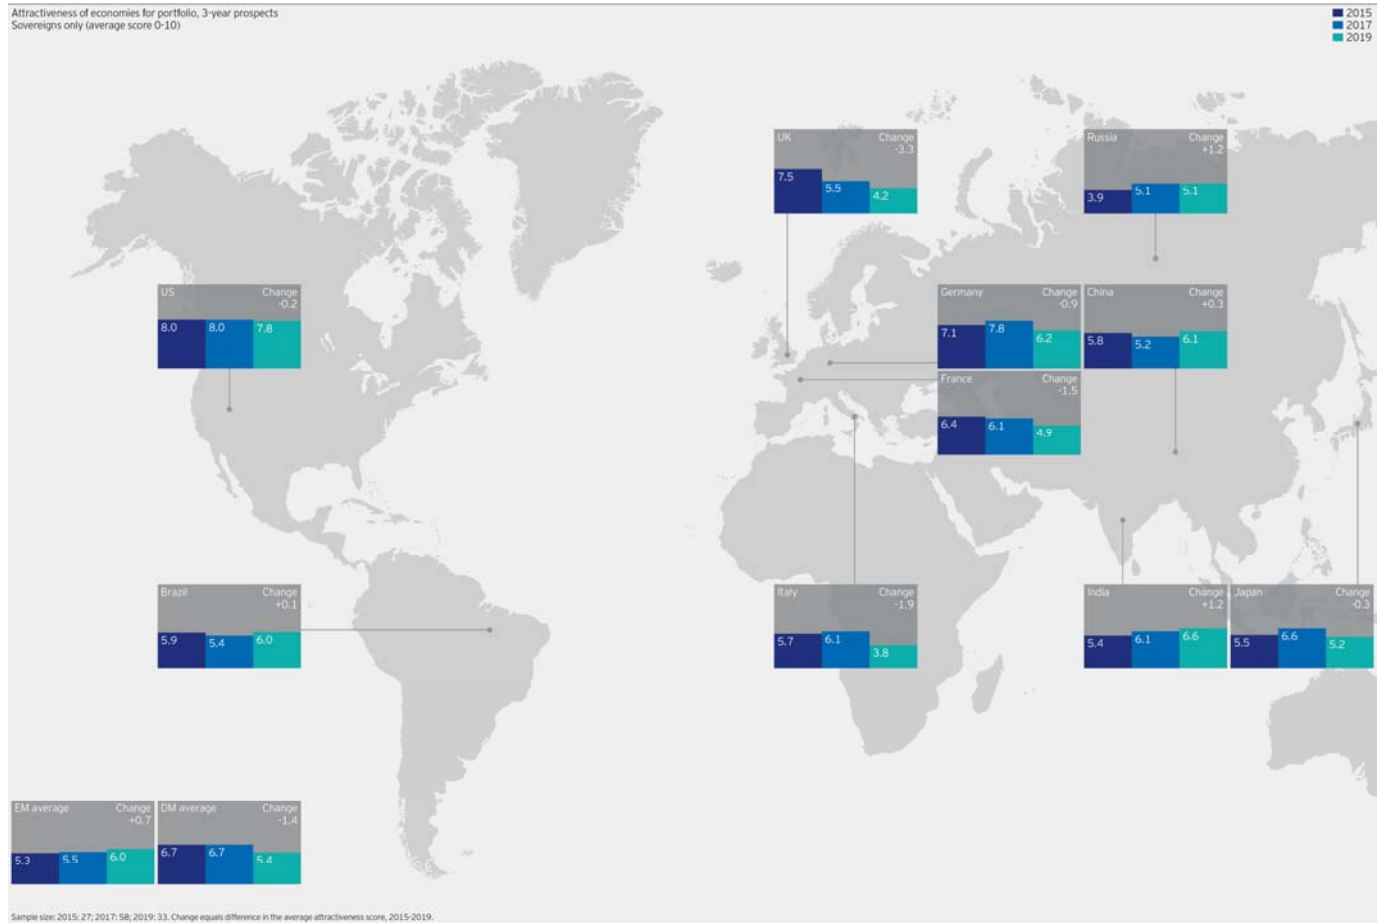 Attractiveness of economies for portfolio, 3-year prospects
Sovereigns only (average score 0-10)
2015
2017
2019
UK Change
-3.3
7.5 5.5 4.2
Russia Change
+1.2
3.9 5.1 5.1
US Change
-0.2
8.0 8.0 7.8
Germany Change
-0.9
7.1 7.8 6.2
China Change
+0.3
5.8 5.2 6.1
France Change
-1.5
6.4 6.1 4.9
Brazil Change
+0.1
5.9 5.4 6.0
Italy Change
-1.9
5.7 6.1 3.8
India Change
+1.2
5.4 6.1 6.6
Japan Change
-0.3
5.5 6.6 5.2
EM average Change
+0.7
5.3 5.5 6.0
DM average Change
-1.4
6.7 6.7 5.4
Sample size: 2015: 27; 2017: 58; 2019: 33. Change equals difference in the average attractiveness score, 2015-2019.